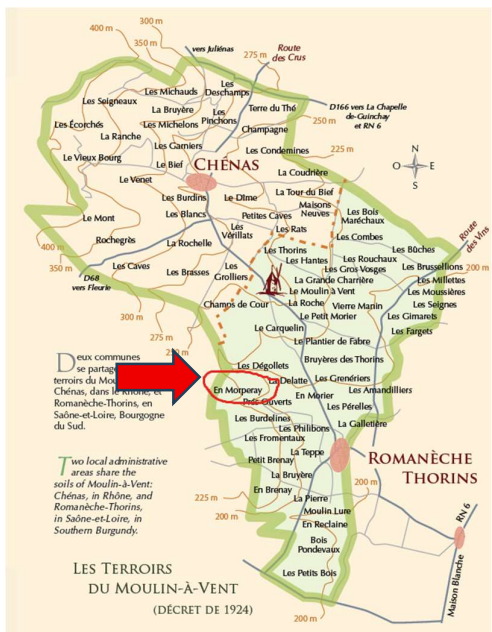 400 m
300 m
350 m
vers Juliénas
275 m
Route
des Crus
Les Michauds
Les
Deschamps
Les Seigneaux
La Bruyère
Les
Pinchons
Terre du Thé
D166 vers La Chapelle
de-Guinchay
et RN 6
250 m
Les Écorchés
Les Michelons
Champagne
La Ranche
Les Garniers
Les Condemines
225 m
Le Vieux Bourg
Le Bief
CHÉNAS
La Coudrière
N
O
E
S
Le Venet
La Tour du Bief
Les Burdins
Le Dîme
Maisons
Neuves
Les Bois
Maréchaux
Le Mont
Les Blancs
Petites Caves
Les
Vérillats
Les Rats
Les Combes
Route
des Vins
Rochegrès
La Rochelle
Les Thorins
Les Bûches
400 m
Les Hantes
Les Rouchaux
350 m
Les Caves
Les Brasses
Les
Grolliers
Les Gros-Vosges
Les Brussellions
200 m
D68
vers Fleurie
La Grande Charrière
Les Millettes
Le Moulin à Vent
Les Moussières
Champs de Cour
La Roche
Vierre Marin
Les Seignes
300 m
Le Petit Morier
Les Gimarets
Le Carquelin
Les Fargets
275 m
Le Plantier de Fabre
Deux communes
se partag
terroirs du Mou
Chénas, dans le Rhône, et
Romanèche-Thorins, en
Saône-et-Loire, Bourgogne
du Sud.
Les Dégollets
Bruyères des Thorins
La Delatte
Les Grenériers
En Morperay
En Morier
Les Amandilliers
Prés Ouverts
Les Pérelles
Les Burdelines
La Galletière
Les Philibons
Les Fromentaux
La Teppe
Two local administrative
areas share the
soils of Moulin-à-Vent:
Chénas, in Rhône, and
Romanèche-Thorins,
in Saône-et-Loire, in
Southern Burgundy.
Petit Brenay
ROMANÈCHE
THORINS
La Bruyère
En Brenay
200 m
225 m
La Pierre
200 m
Moulin Lure
RN 6
En Reclaine
Bois
Pondevaux
Maison Blanche
Les Petits Bois
LES TERROIRS
DU MOULIN-À-VENT
(DÉCRET DE 1924)
200 m